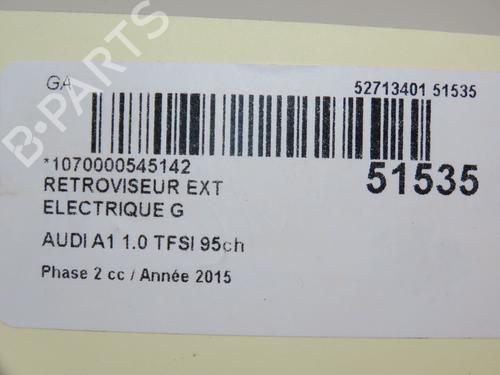 GA
52713401 51535
*1070000545142
51535
RETROVISEUR EXT
ELECTRIQUE G
AUDI A1 1.0 TFSI 95ch
Phase 2 cc / Année 2015
B-PARTS